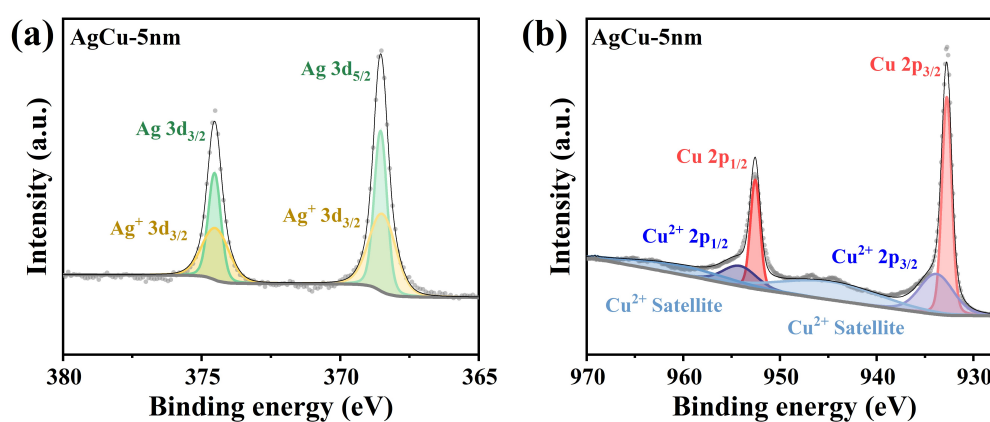 (a)
AgCu-5nm
Ag 3d5/2
Ag 3d3/2
Ag+ 3d3/2
Ag+ 3d3/2
Intensity (a.u.)
380
375
370
365
Binding energy (eV)
(b)
AgCu-5nm
Cu 2p3/2
Cu 2p1/2
Cu2+ 2p1/2
Cu2+ 2p3/2
Cu2+ Satellite
Cu2+ Satellite
Intensity (a.u.)
970
960
950
940
930
Binding energy (eV)